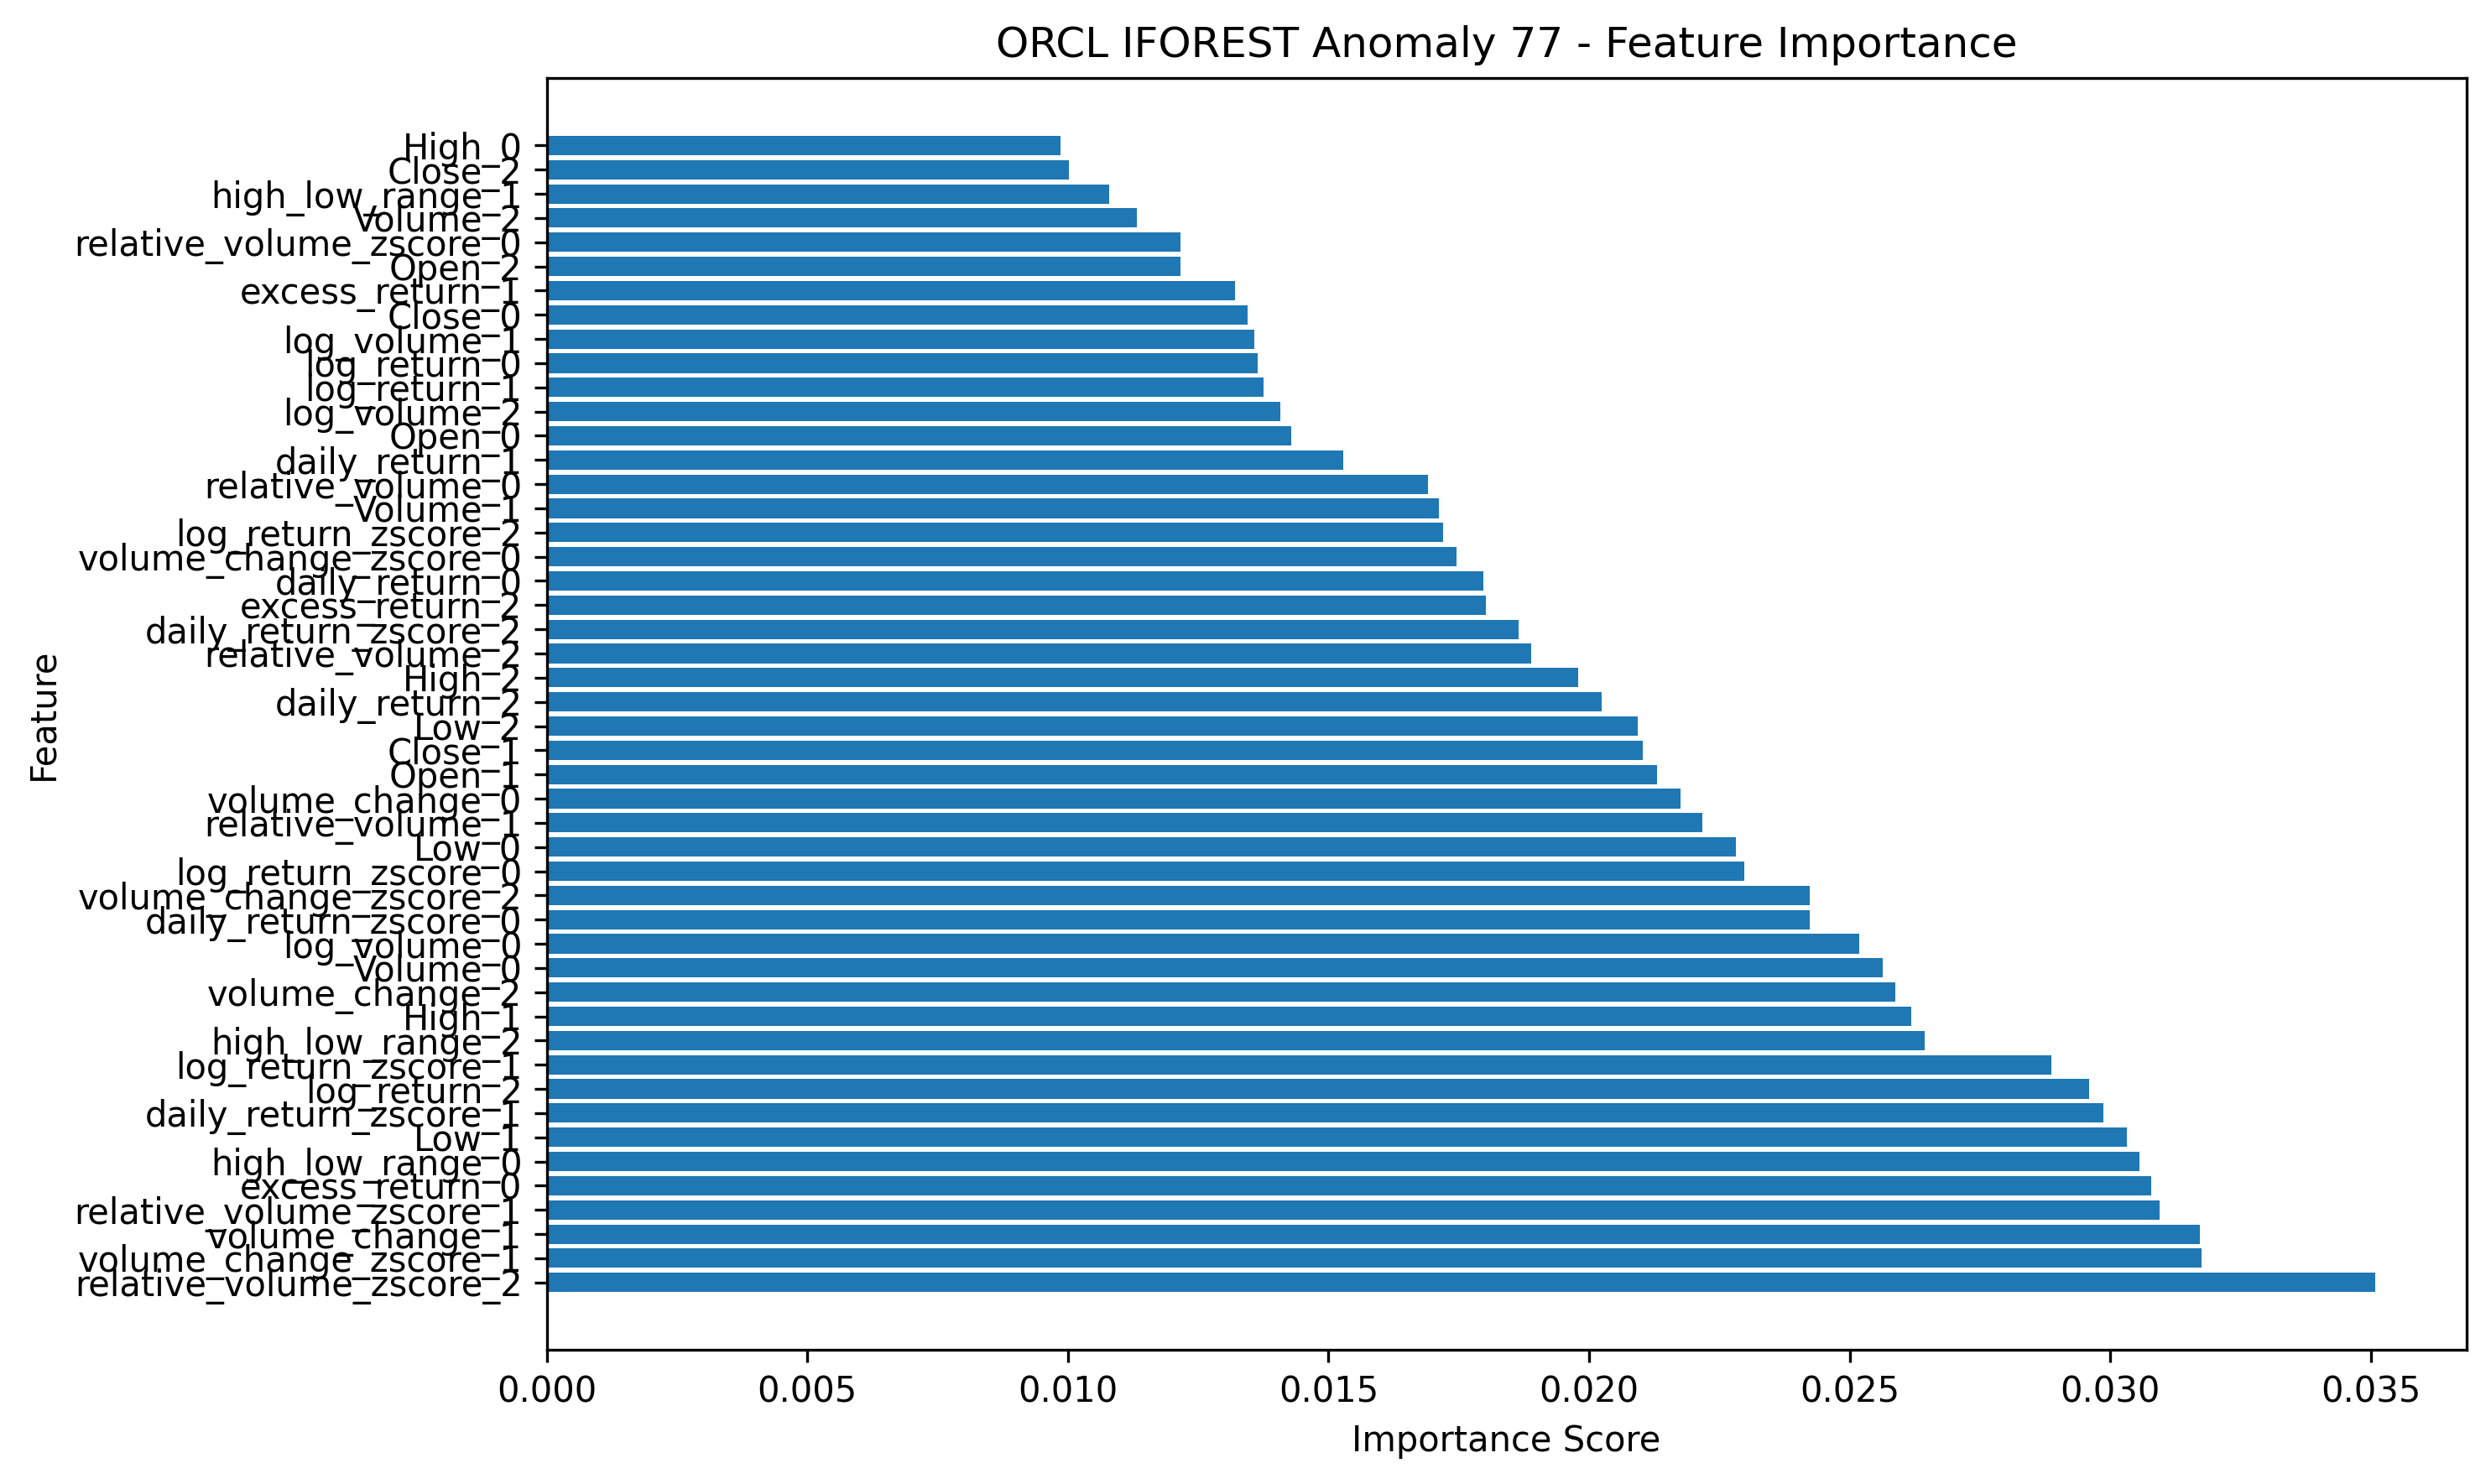 ORCL IFOREST Anomaly 77 - Feature Importance
High_0
Close_2
high_low_range_1
Volume_2
relative_volume_zscore_0
Open_2
excess_return_1
Close_0
log_volume_1
log_return_0
log_return_1
log_volume_2
Open_0
daily_return_1
relative_volume_0
Volume_1
log_return_zscore_2
volume_change_zscore_0
daily_return_0
excess_return_2
daily_return_zscore_2
relative_volume_2
High_2
daily_return_2
Low_2
Close_1
Open_1
volume_change_0
relative_volume_1
Low_0
log_return_zscore_0
volume_change_zscore_2
daily_return_zscore_0
log_volume_0
Volume_0
volume_change_2
High_1
high_low_range_2
log_return_zscore_1
log_return_2
daily_return_zscore_1
Low_1
high_low_range_0
excess_return_0
relative_volume_zscore_1
volume_change_1
volume_change_zscore_1
relative_volume_zscore_2
Feature
0.000 0.005 0.010 0.015 0.020 0.025 0.030 0.035
Importance Score